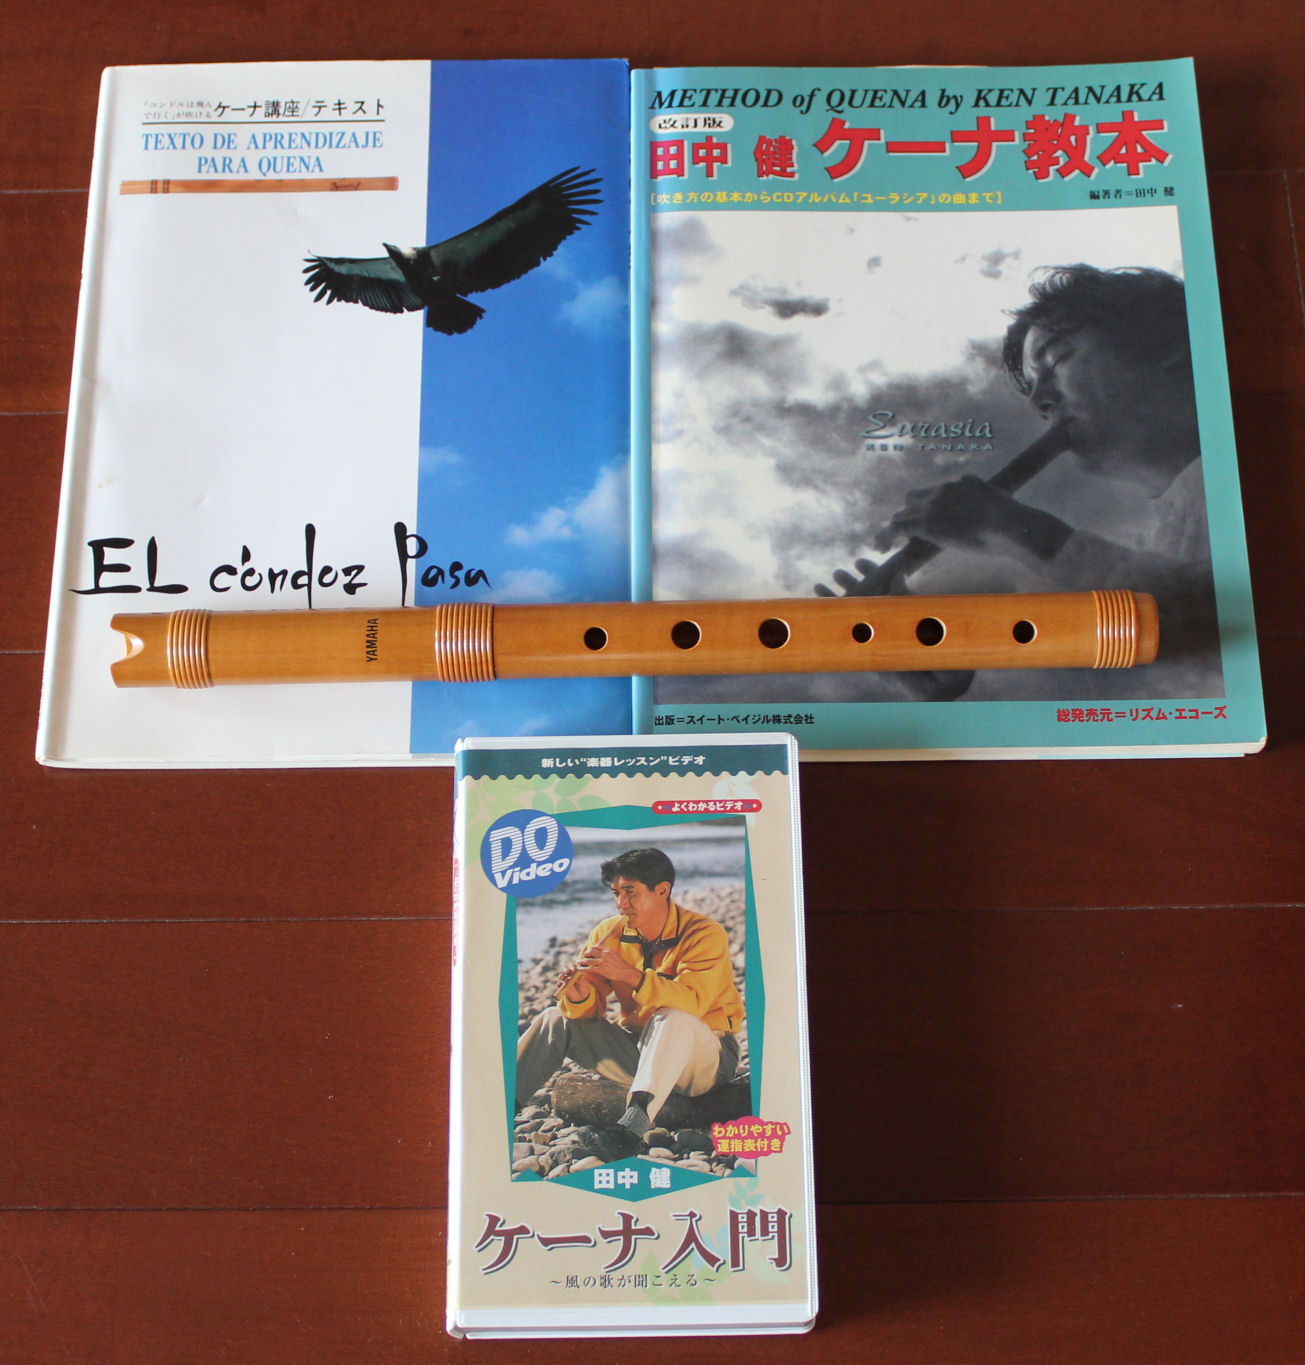 「コンドルは飛ん
で行く」が吹ける
ケーナ講座/テキスト
TEXTO DE APRENDIZAJE
PARA QUENA
EL cóndor Pasa
METHOD of QUENA by KEN TANAKA
改訂版
田中 健 ケーナ教本
[吹き方の基本からCDアルバム「ユーラシア」の曲まで]
編著者=田中 健
Eurasia
KEN TANAKA
YAMAHA
出版=スイート・ベイジル株式会社
総発売元=リズム・エコーズ
新しい“楽器レッスン”ビデオ
よくわかるビデオ
DO
Video
わかりやすい
運指表付き
田中 健
ケーナ入門
〜風の歌が聞こえる〜